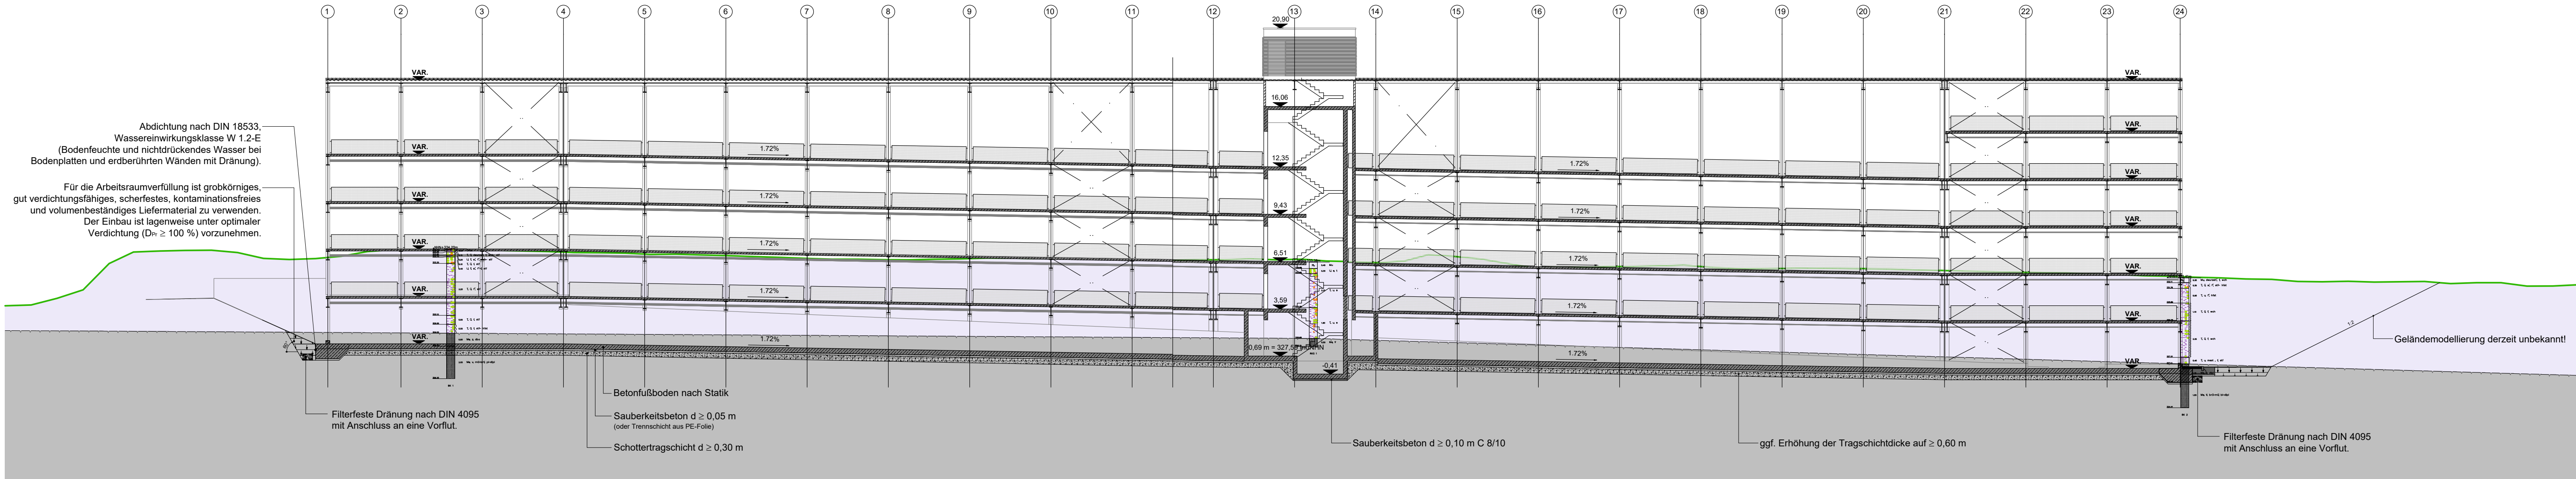 1 2 3 4 5 6 7 8 9 10 11 12 13 14 15 16 17 18 19 20 21 22 23 24
20,90
VAR. VAR.
16,06
Abdichtung nach DIN 18533,
Wassereinwirkungsklasse W 1.2-E
(Bodenfeuchte und nichtdrückendes Wasser bei
Bodenplatten und erdberührten Wänden mit Dränung).
VAR.
VAR. 1.72% 12,35 1.72% VAR.
Für die Arbeitsraumverfüllung ist grobkörniges,
gut verdichtungsfähiges, scherfestes, kontaminationsfreies
und volumenbeständiges Liefermaterial zu verwenden.
Der Einbau ist lagenweise unter optimaler
Verdichtung (DPr ≥ 100 %) vorzunehmen.
VAR. 1.72% 9,43 1.72% VAR.
VAR. 1.72% 6,51 1.72% VAR.
VAR. 1.72% 3,59 1.72% VAR.
VAR. 1.72% 1.72% VAR.
-0,41
1:2
Geländemodellierung derzeit unbekannt!
Betonfußboden nach Statik
Filterfeste Dränung nach DIN 4095
mit Anschluss an eine Vorflut.
Sauberkeitsbeton d ≥ 0,05 m
(oder Trennschicht aus PE-Folie)
Schottertragschicht d ≥ 0,30 m
Sauberkeitsbeton d ≥ 0,10 m C 8/10
ggf. Erhöhung der Tragschichtdicke auf ≥ 0,60 m
Filterfeste Dränung nach DIN 4095
mit Anschluss an eine Vorflut.